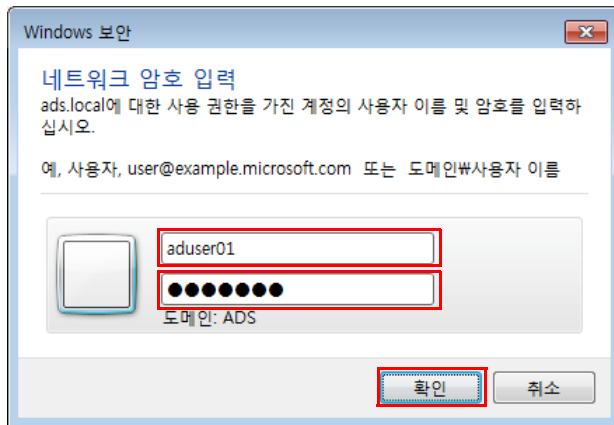 Windows 보안
네트워크 암호 입력
ads.local에 대한 사용 권한을 가진 계정의 사용자 이름 및 암호를 입력하
십시오.
예, 사용자, user@example.microsoft.com 또는 도메인₩사용자 이름
aduser01
●●●●●●●
도메인: ADS
확인
취소